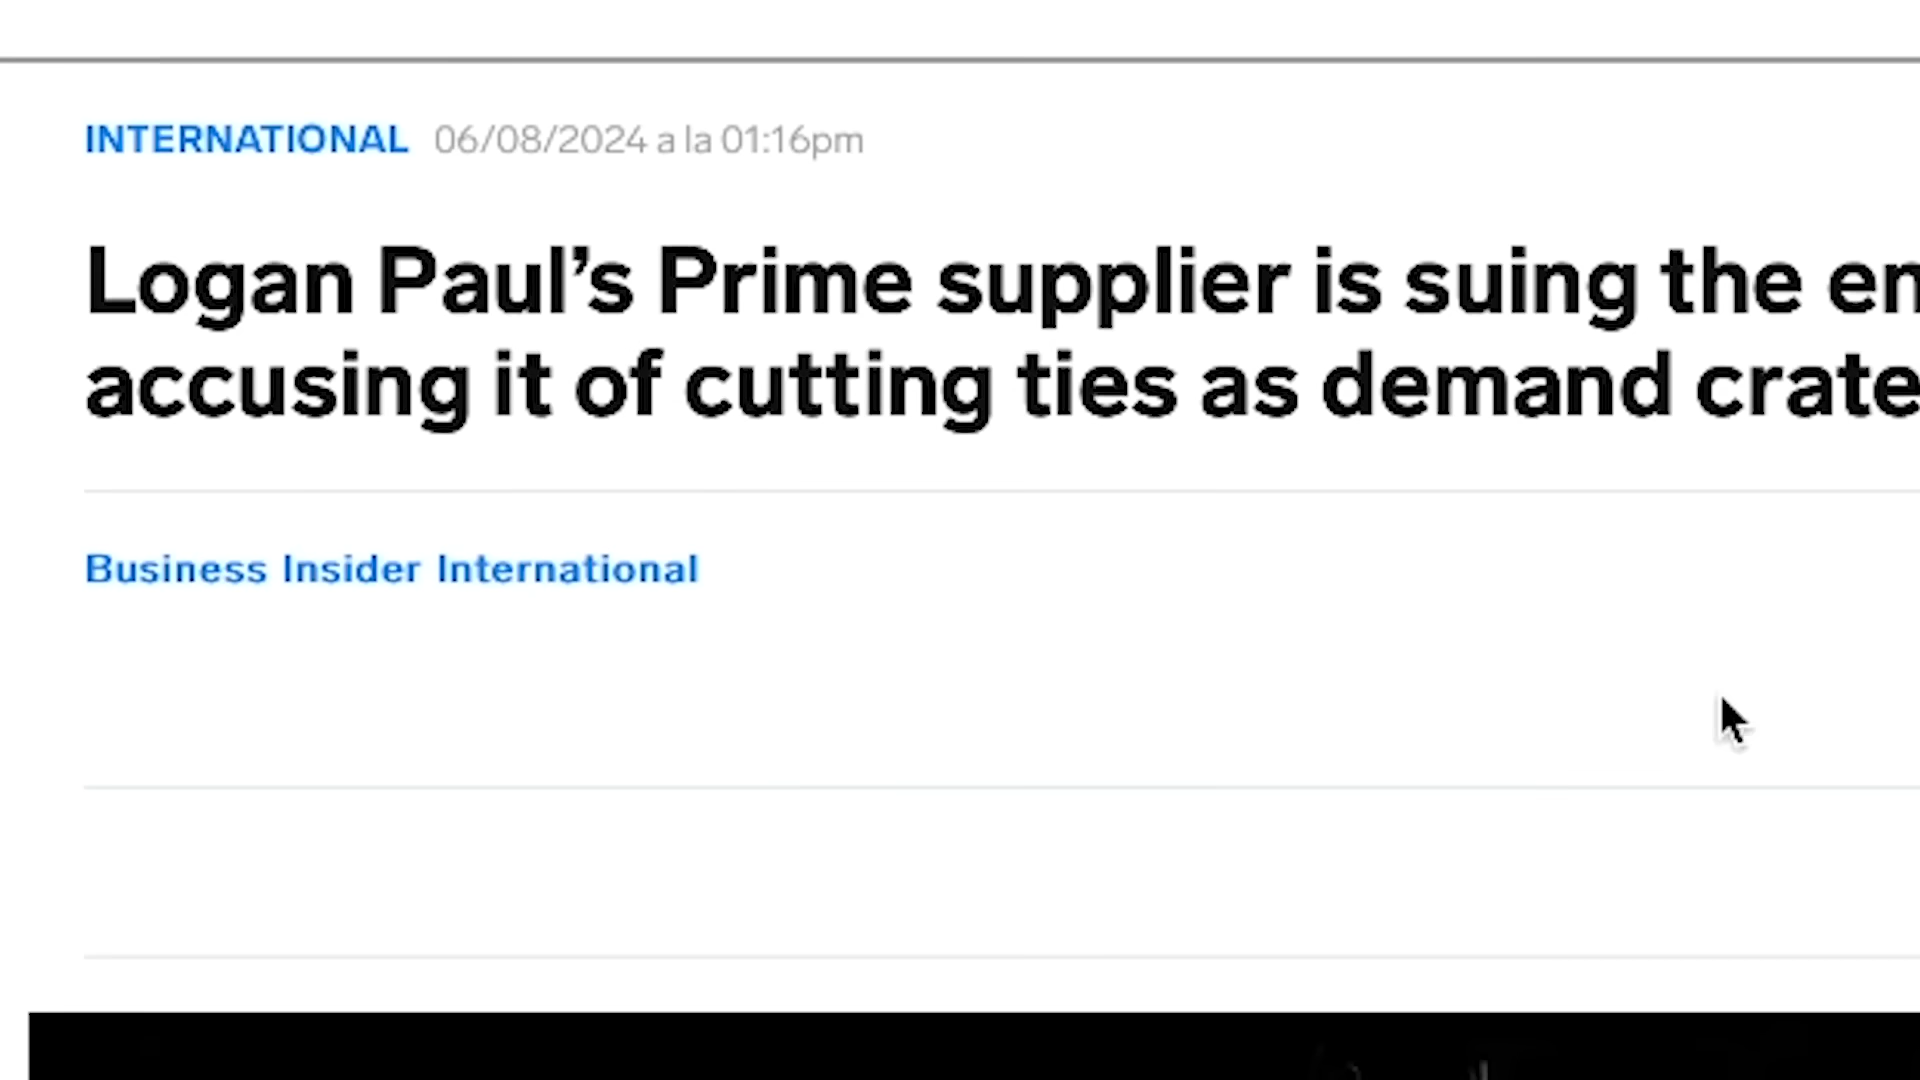 INTERNATIONAL 06/08/2024 a la 01:16pm
Logan Paul’s Prime supplier is suing the en
accusing it of cutting ties as demand crate
Business Insider International